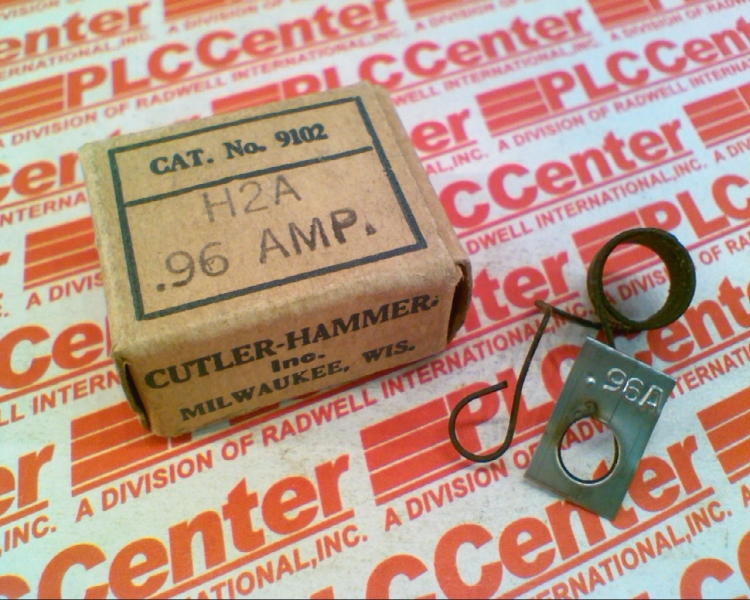 CAT. No. 9102
H2A
.96 AMP.
CUTLER-HAMMER.
Inc.
MILWAUKEE, WIS.
.96A
PLCCenter
A DIVISION OF RADWELL INTERNATIONAL, INC.